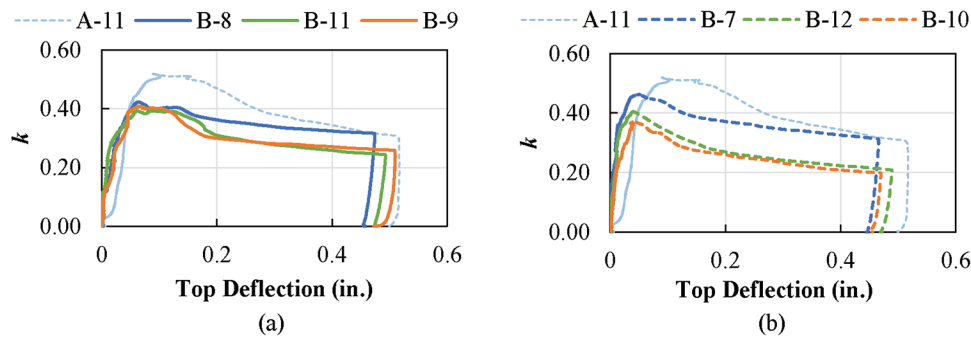 A-11 B-8 B-11 B-9
0.60
0.40
0.20
0.00
k
0 0.2 0.4 0.6
Top Deflection (in.)
(a)
A-11 B-7 B-12 B-10
0.60
0.40
0.20
0.00
k
0 0.2 0.4 0.6
Top Deflection (in.)
(b)